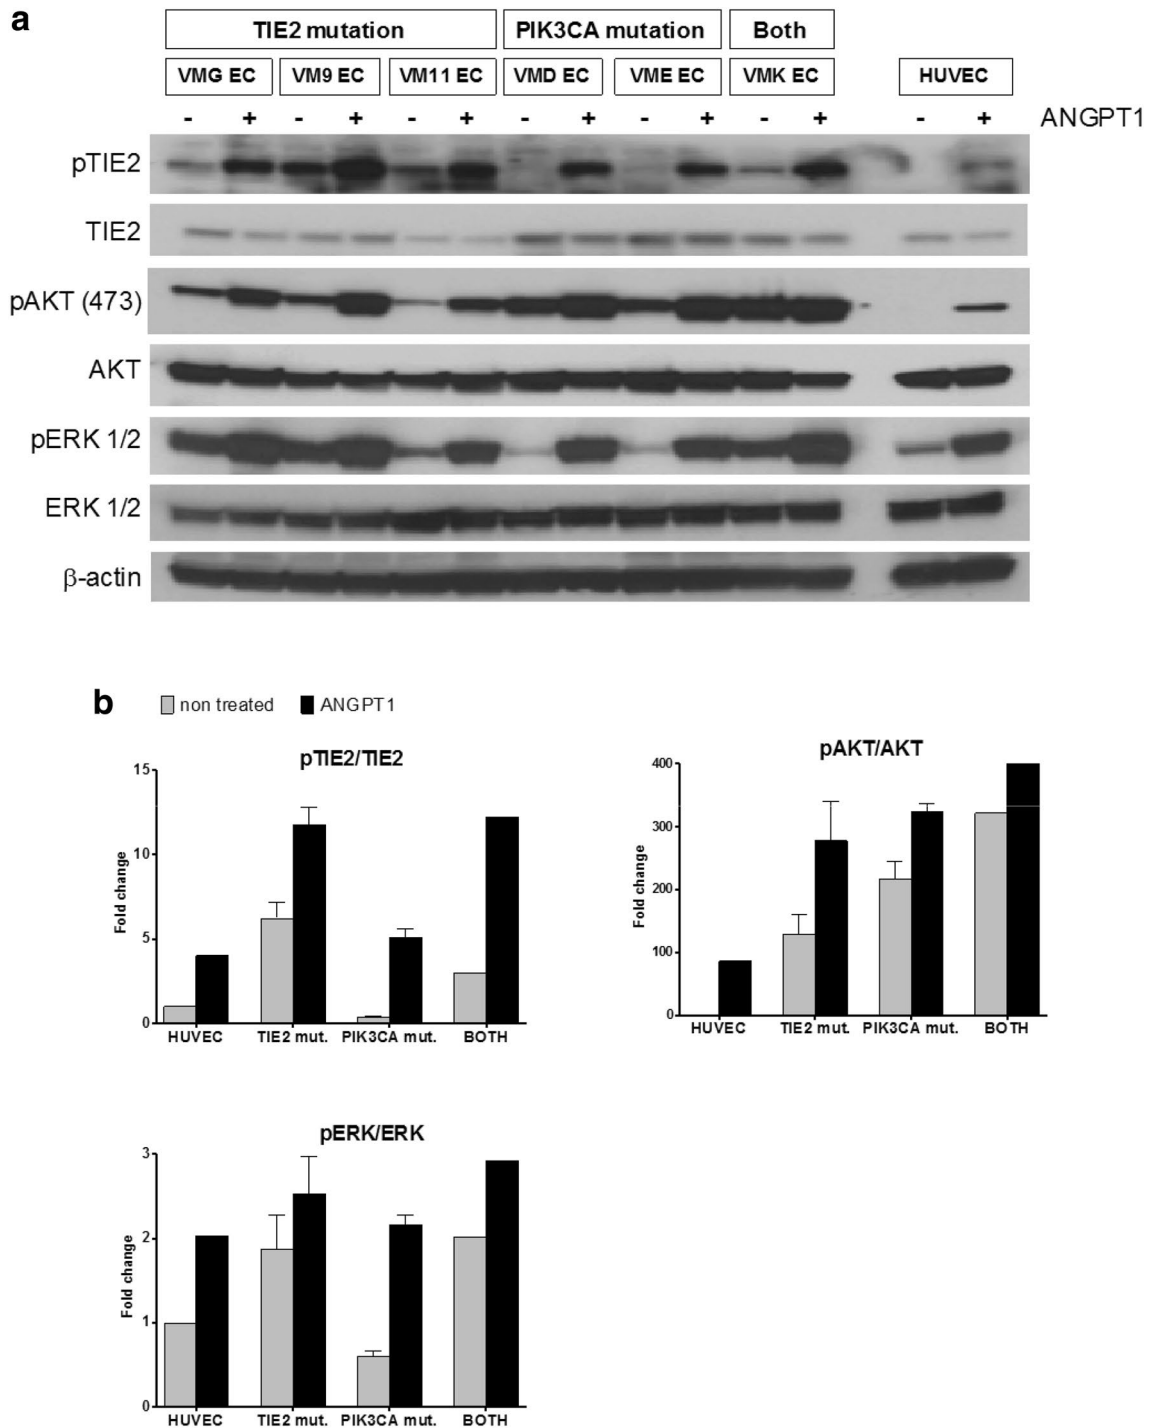 a
TIE2 mutation PIK3CA mutation Both
VMG EC VM9 EC VM11 EC VMD EC VME EC VMK EC HUVEC
- + - + - + - + - + - + - + ANGPT1
pTIE2
TIE2
pAKT (473)
AKT
pERK 1/2
ERK 1/2
β-actin
b
non treated ANGPT1
pTIE2/TIE2
Fold change
15
10
5
0
HUVEC TIE2 mut. PIK3CA mut. BOTH
pAKT/AKT
Fold change
400
300
200
100
0
HUVEC TIE2 mut. PIK3CA mut. BOTH
pERK/ERK
Fold change
3
2
1
0
HUVEC TIE2 mut. PIK3CA mut. BOTH